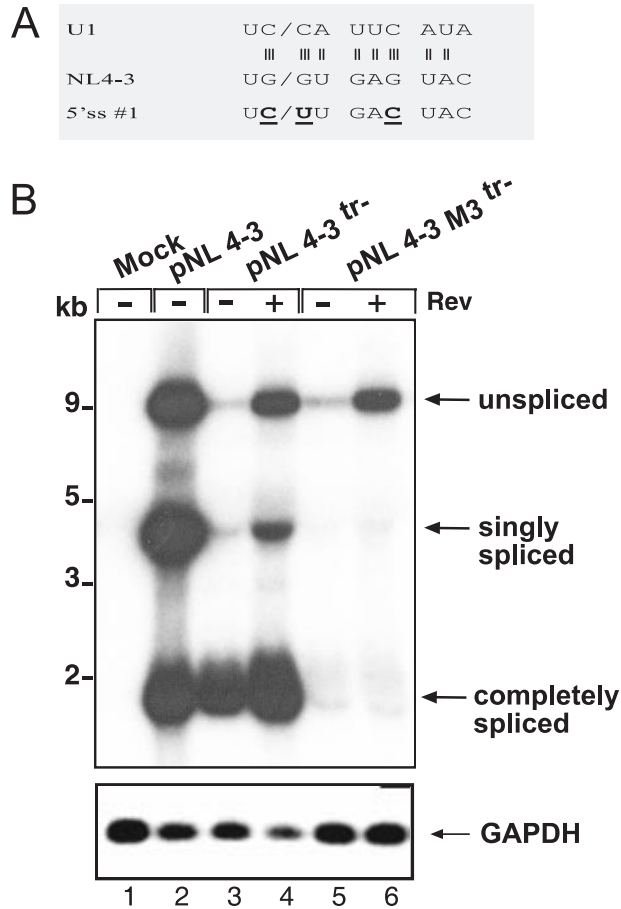 A
U1 UC/CA UUC AUA
NL4-3 UG/GU GAG UAC
5'ss #1 UC/UU GAC UAC
B
Mock pNL 4-3 pNL 4-3 tr- pNL 4-3 M3 tr-
kb - - - + - + Rev
9 unspliced
5
singly
spliced
3
2
completely
spliced
GAPDH
1 2 3 4 5 6